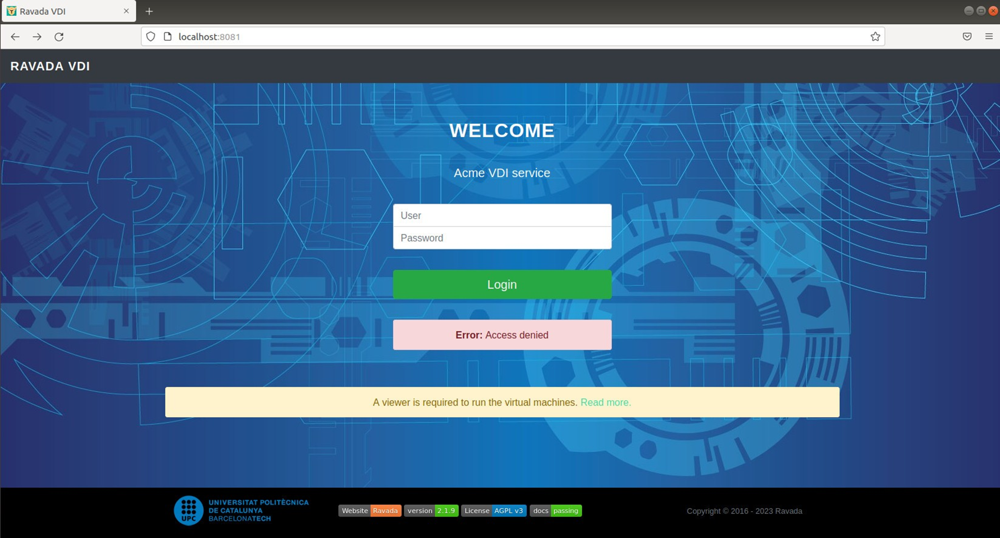 Ravada VDI
localhost:8081
RAVADA VDI
WELCOME
Acme VDI service
User
Password
Login
Error: Access denied
A viewer is required to run the virtual machines. Read more.
UPC
UNIVERSITAT POLITÈCNICA
DE CATALUNYA
BARCELONATECH
Website Ravada version 2.1.9 License AGPL v3 docs passing
Copyright © 2016 - 2023 Ravada